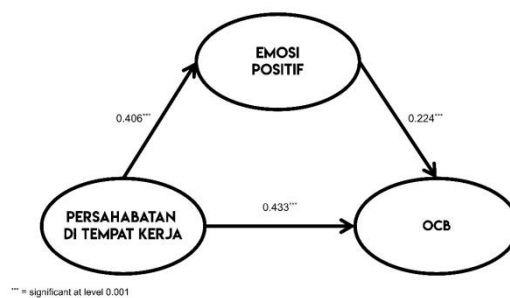 EMOSI
POSITIF
0.406***
0.224***
0.433***
PERSAHABATAN
DI TEMPAT KERJA
OCB
*** = significant at level 0.001